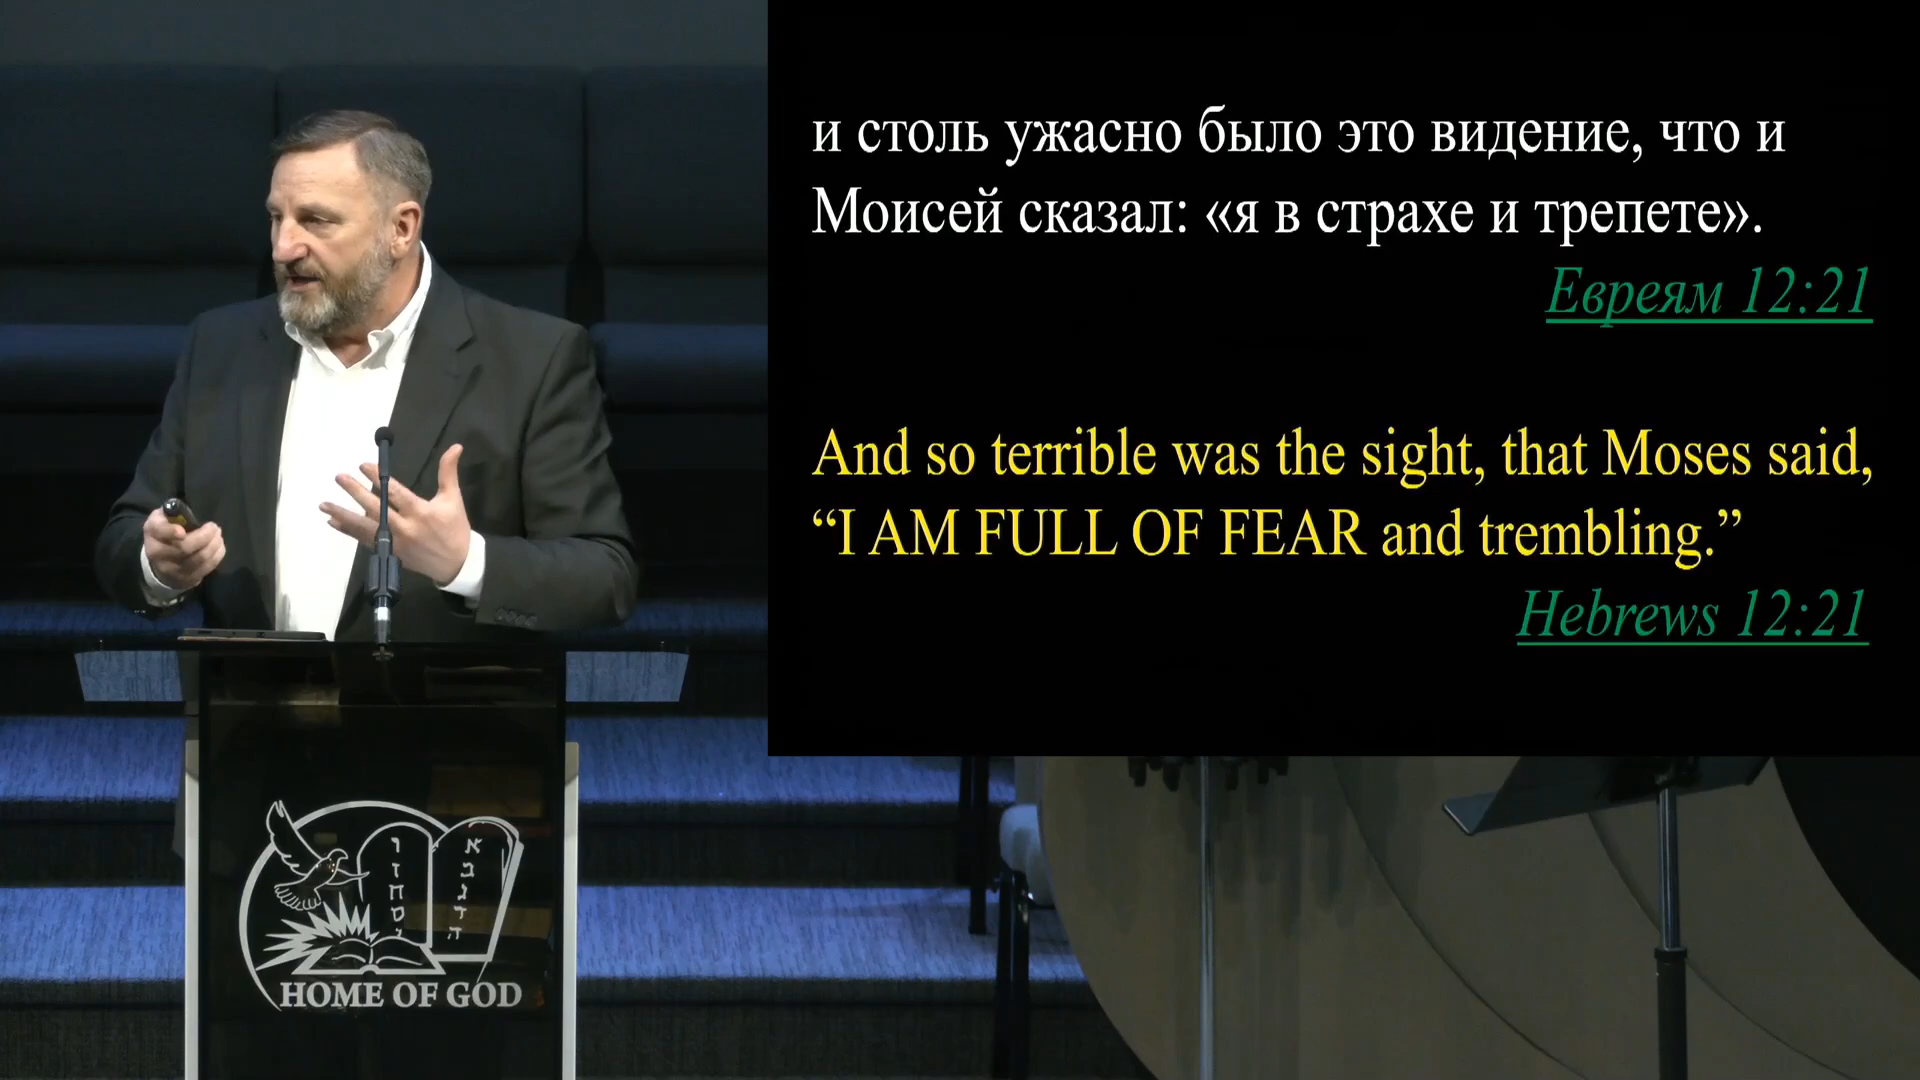 и столь ужасно было это видение, что и
Моисей сказал: «я в страхе и трепете».
Евреям 12:21
And so terrible was the sight, that Moses said,
“I AM FULL OF FEAR and trembling.”
Hebrews 12:21
HOME OF GOD